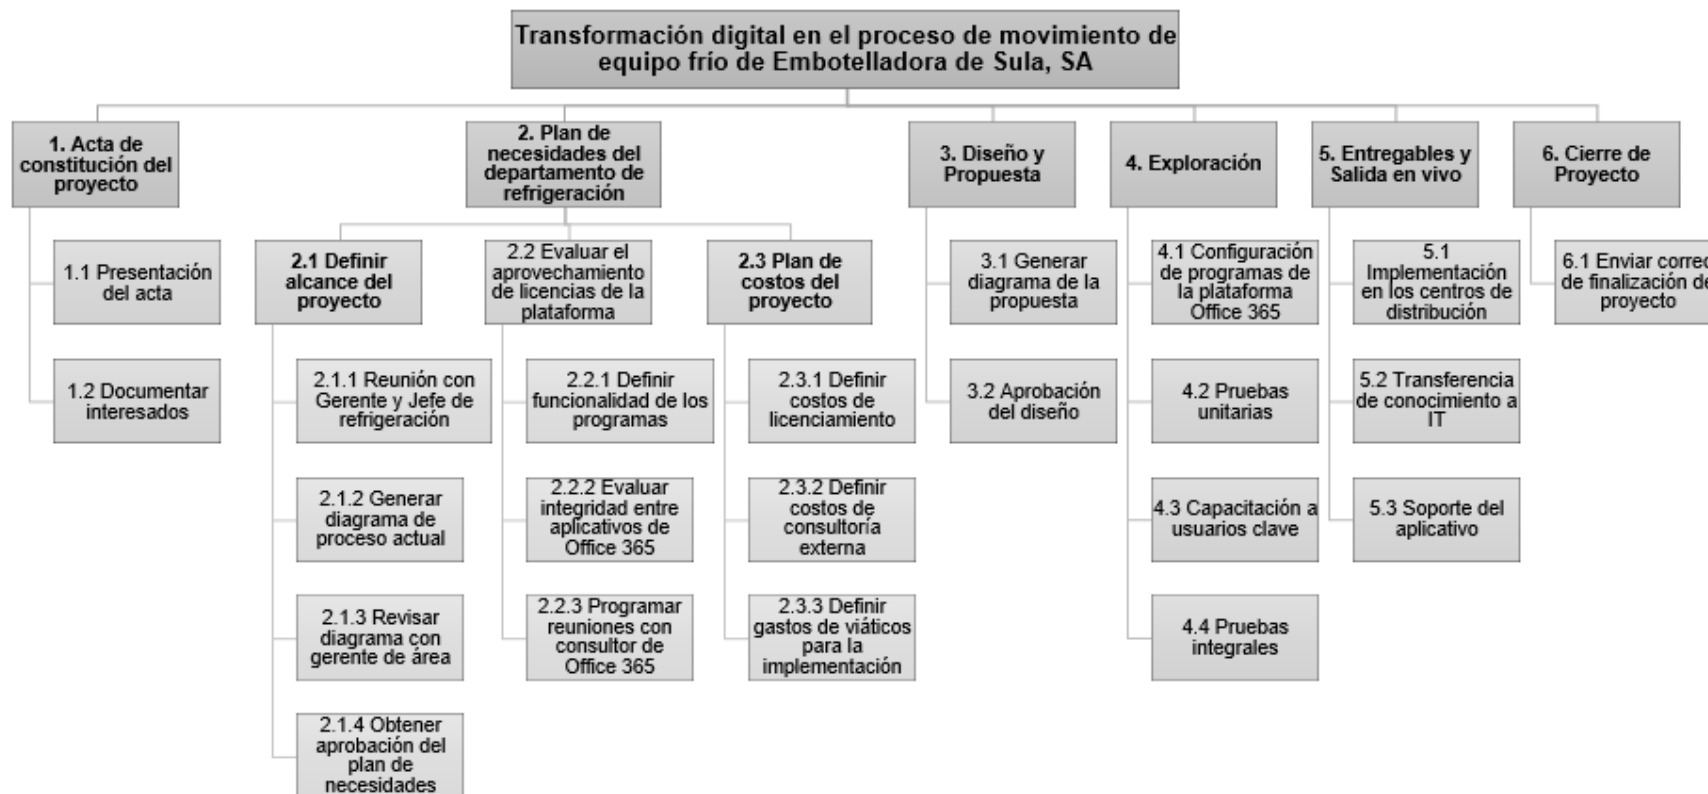 Transformación digital en el proceso de movimiento de
equipo frío de Embotelladora de Sula, SA
1. Acta de
constitución del
proyecto
1.1 Presentación
del acta
1.2 Documentar
interesados
2. Plan de
necesidades del
departamento de
refrigeración
2.1 Definir
alcance del
proyecto
2.1.1 Reunión con
Gerente y Jefe de
refrigeración
2.1.2 Generar
diagrama de
proceso actual
2.1.3 Revisar
diagrama con
gerente de área
2.1.4 Obtener
aprobación del
plan de
necesidades
2.2 Evaluar el
aprovechamiento
de licencias de la
plataforma
2.2.1 Definir
funcionalidad de los
programas
2.2.2 Evaluar
integridad entre
aplicativos de
Office 365
2.2.3 Programar
reuniones con
consultor de
Office 365
2.3 Plan de
costos del
proyecto
2.3.1 Definir
costos de
licenciamiento
2.3.2 Definir
costos de
consultoría
externa
2.3.3 Definir
gastos de viáticos
para la
implementación
3. Diseño y
Propuesta
3.1 Generar
diagrama de la
propuesta
3.2 Aprobación
del diseño
4. Exploración
4.1 Configuración
de programas de
la plataforma
Office 365
4.2 Pruebas
unitarias
4.3 Capacitación a
usuarios clave
4.4 Pruebas
integrales
5. Entregables y
Salida en vivo
5.1
Implementación
en los centros de
distribución
5.2 Transferencia
de conocimiento a
IT
5.3 Soporte del
aplicativo
6. Cierre de
Proyecto
6.1 Enviar correo
de finalización de
proyecto